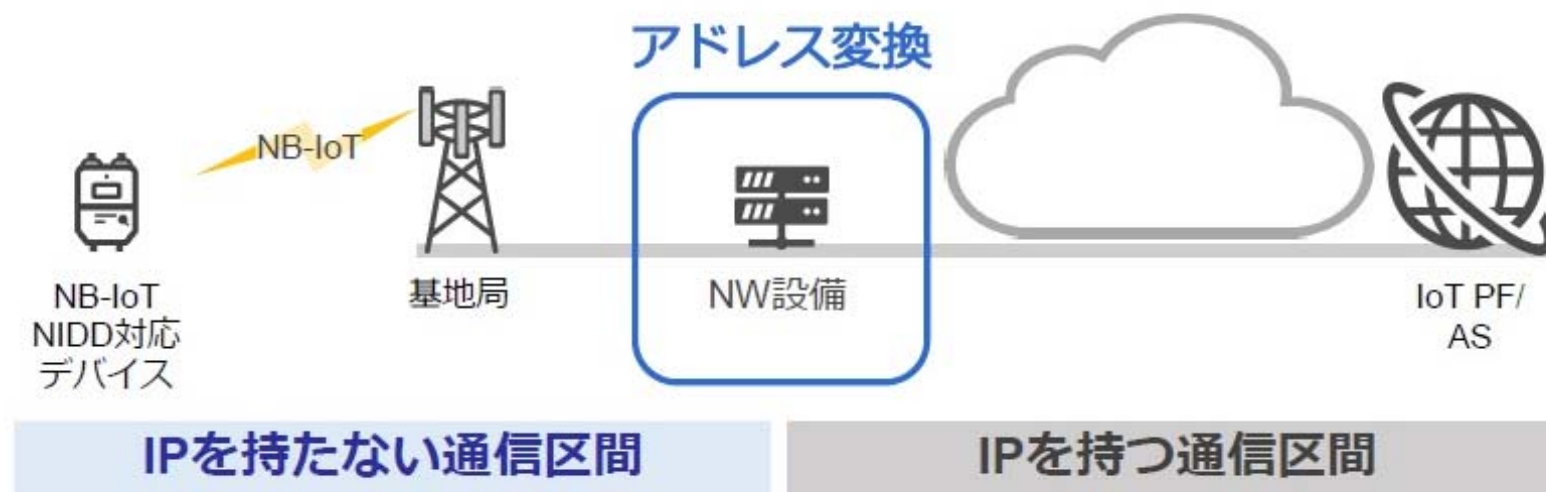 アドレス変換
NB-IoT
NB-IoT
NIDD対応
デバイス
基地局
NW設備
IoT PF/
AS
IPを持たない通信区間
IPを持つ通信区間